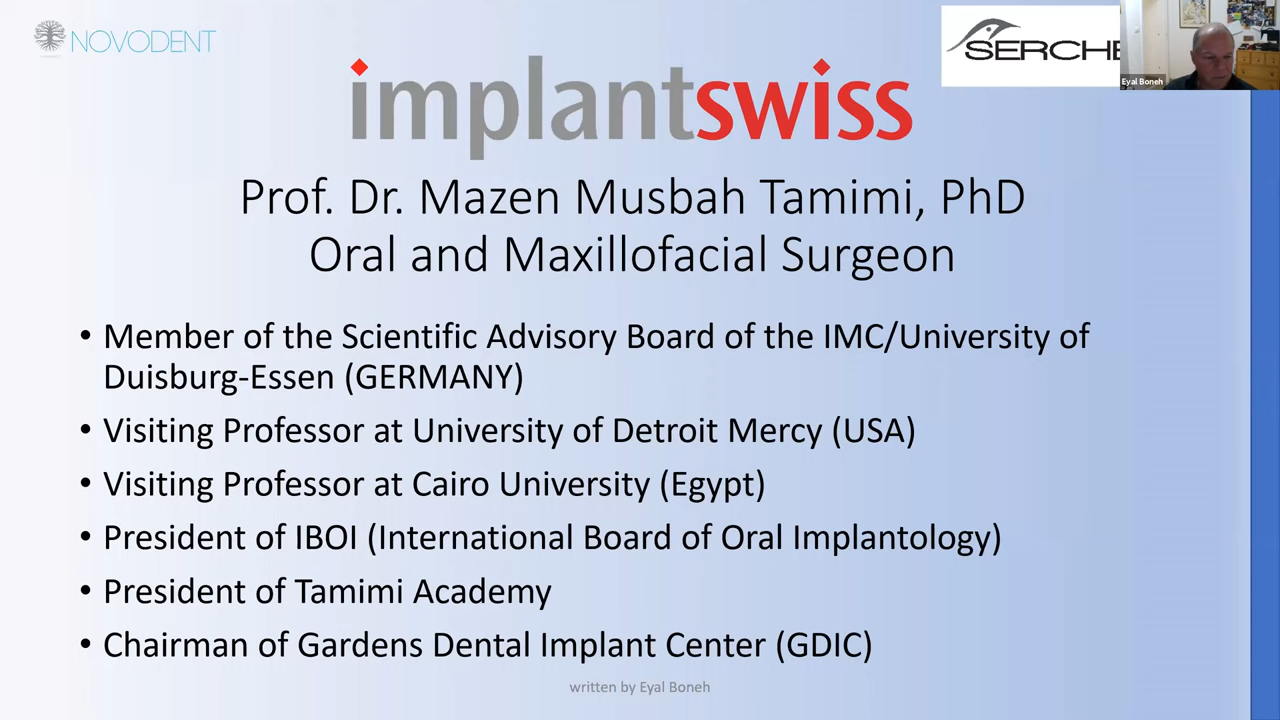 NOVODENT
SERCHE
Eyal Boneh
implantswiss
Prof. Dr. Mazen Musbah Tamimi, PhD
Oral and Maxillofacial Surgeon
• Member of the Scientific Advisory Board of the IMC/University of
Duisburg-Essen (GERMANY)
• Visiting Professor at University of Detroit Mercy (USA)
• Visiting Professor at Cairo University (Egypt)
• President of IBOI (International Board of Oral Implantology)
• President of Tamimi Academy
• Chairman of Gardens Dental Implant Center (GDIC)
written by Eyal Boneh